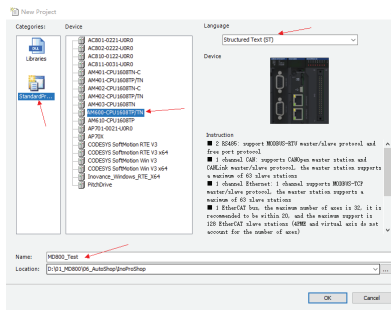 New Project
Categories:
Libraries
StandardPr...
Device
AC801-0221-U0R0
AC802-0222-U0R0
AC810-0122-U0R0
AC811-0031-U0R0
AM401-CPU1608TN-C
AM401-CPU1608TP/TN
AM402-CPU1608TN-C
AM402-CPU1608TP/TN
AM403-CPU1608TN
AM600-CPU1608TP/TN
AM610-CPU1608TP
AP701-0021-U0R0
AP70X
CODESYS SoftMotion RTE V3
CODESYS SoftMotion RTE V3 x64
CODESYS SoftMotion Win V3
CODESYS SoftMotion Win V3 x64
Inovance_Windows_RTE_x64
PitchDrive
Language
Structured Text (ST)
Device
Instruction
■ 2 RS485: support MODBUS-RTU warter/slave protocol and
free port protocol
■ 1 channel CAN: supports CANOpen master station and
CANLink master/slave protocol, the master station supports
a maximum of 63 slave stations
■ 1 channel Ethernet: 1 channel supports MODBUS-TCP
master/slave protocol, the master station supports a
maximum of 63 slave stations
■ 1 EtherCAT bus, the maximum number of axes is 32, it is
recommended to be within 20, and the maximum support is
128 EtherCAT slave stations (4PME and virtual axis do not
account for the number of axes)
Name:
MD800_Test
Location:
D:\01_MD800\06_AutoShop\InoProShop
...
OK
Cancel